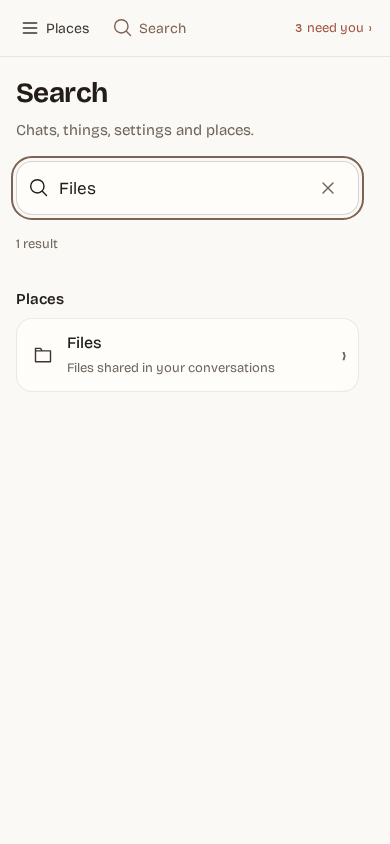 Places
Search
3 need you ›
Search
Chats, things, settings and places.
Files
1 result
Places
Files
Files shared in your conversations
›